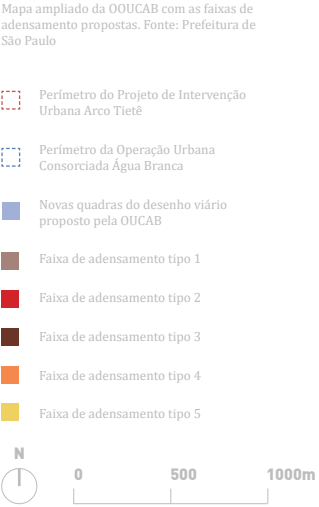 Mapa ampliado da OOUCAB com as faixas de
adensamento propostas. Fonte: Prefeitura de
São Paulo
Perímetro do Projeto de Intervenção
Urbana Arco Tietê
Perímetro da Operação Urbana
Consorciada Água Branca
Novas quadras do desenho viário
proposto pela OUCAB
Faixa de adensamento tipo 1
Faixa de adensamento tipo 2
Faixa de adensamento tipo 3
Faixa de adensamento tipo 4
Faixa de adensamento tipo 5
N
0 500 1000m